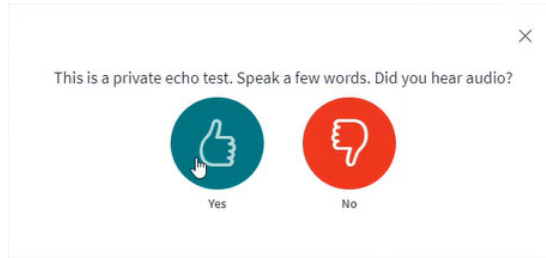 This is a private echo test. Speak a few words. Did you hear audio?
Yes
No